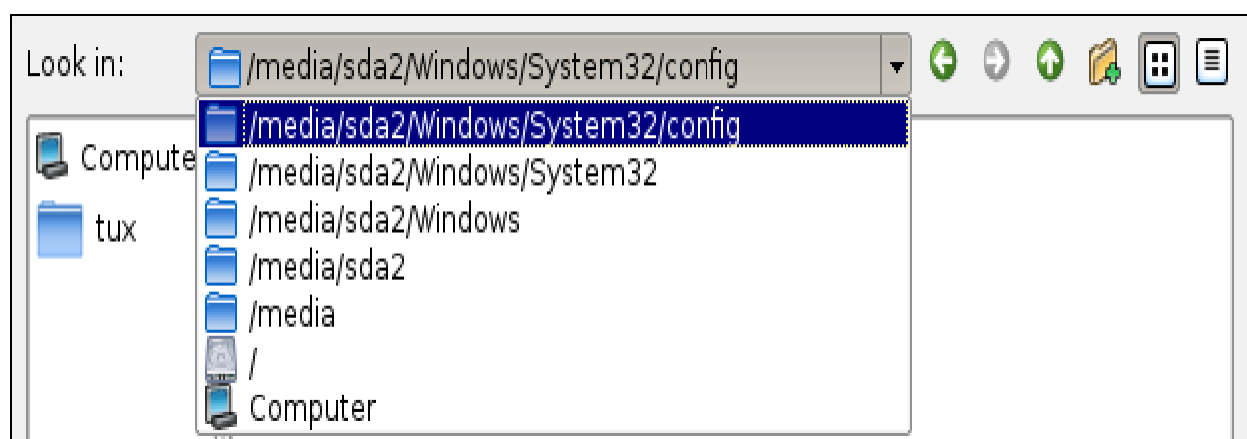 Look in:
/media/sda2/Windows/System32/config
/media/sda2/Windows/System32/config
Compute
/media/sda2/Windows/System32
tux
/media/sda2/Windows
/media/sda2
/media
/
Computer